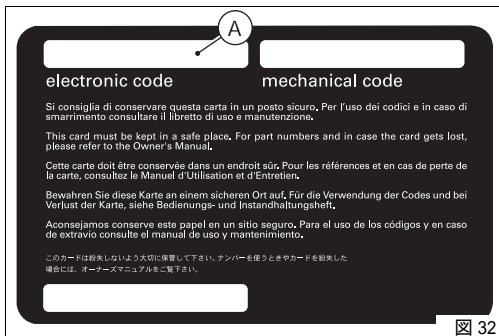 A
electronic code mechanical code
Si consiglia di conservare questa carta in un posto sicuro. Per l'uso dei codici e in caso di
smarrimento consultare il libretto di uso e manutenzione.
This card must be kept in a safe place. For part numbers and in case the card gets lost,
please refer to the Owner's Manual.
Cette carte doit être conservée dans un endroit sûr. Pour les références et en cas de perte de
la carte, consultez le Manuel d'Utilisation et d'Entretien.
Bewahren Sie diese Karte an einem sicheren Ort auf. Für die Verwendung der Codes und bei
Verlust der Karte, siehe Bedienungs- und Instandhaltungsheft.
Aconsejamos conserve este papel en un sitio seguro. Para el uso de los códigos y en caso
de extravio consulte el manual de uso y mantenimiento.
このカードは紛失しないよう大切に保管して下さい。ナンバーを使うときやカードを紛失した
場合には、オーナーズマニュアルをご覧下さい。
図 32